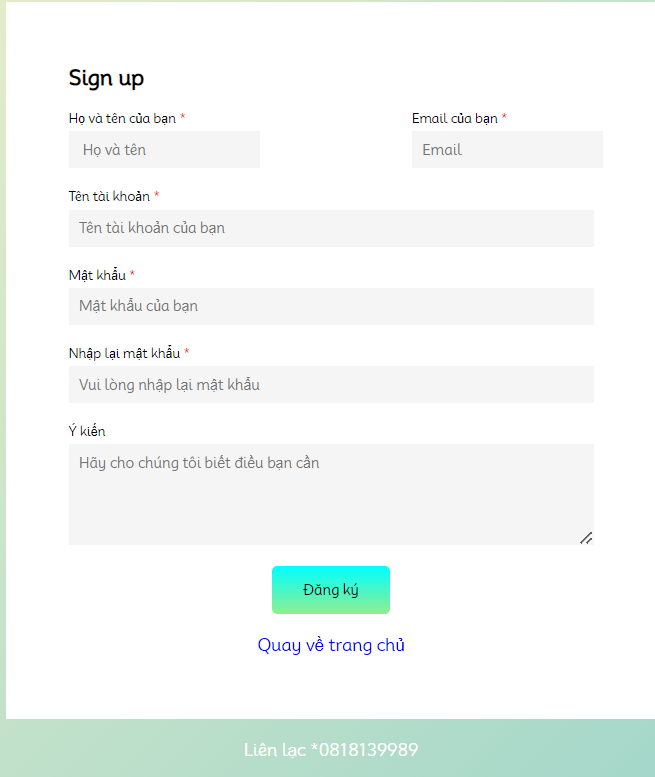 Sign up
Họ và tên của bạn *
Email của bạn *
Họ và tên
Email
Tên tài khoản *
Tên tài khoản của bạn
Mật khẩu *
Mật khẩu của bạn
Nhập lại mật khẩu *
Vui lòng nhập lại mật khẩu
Ý kiến
Hãy cho chúng tôi biết điều bạn cần
Đăng ký
Quay về trang chủ
Liên lạc *0818139989